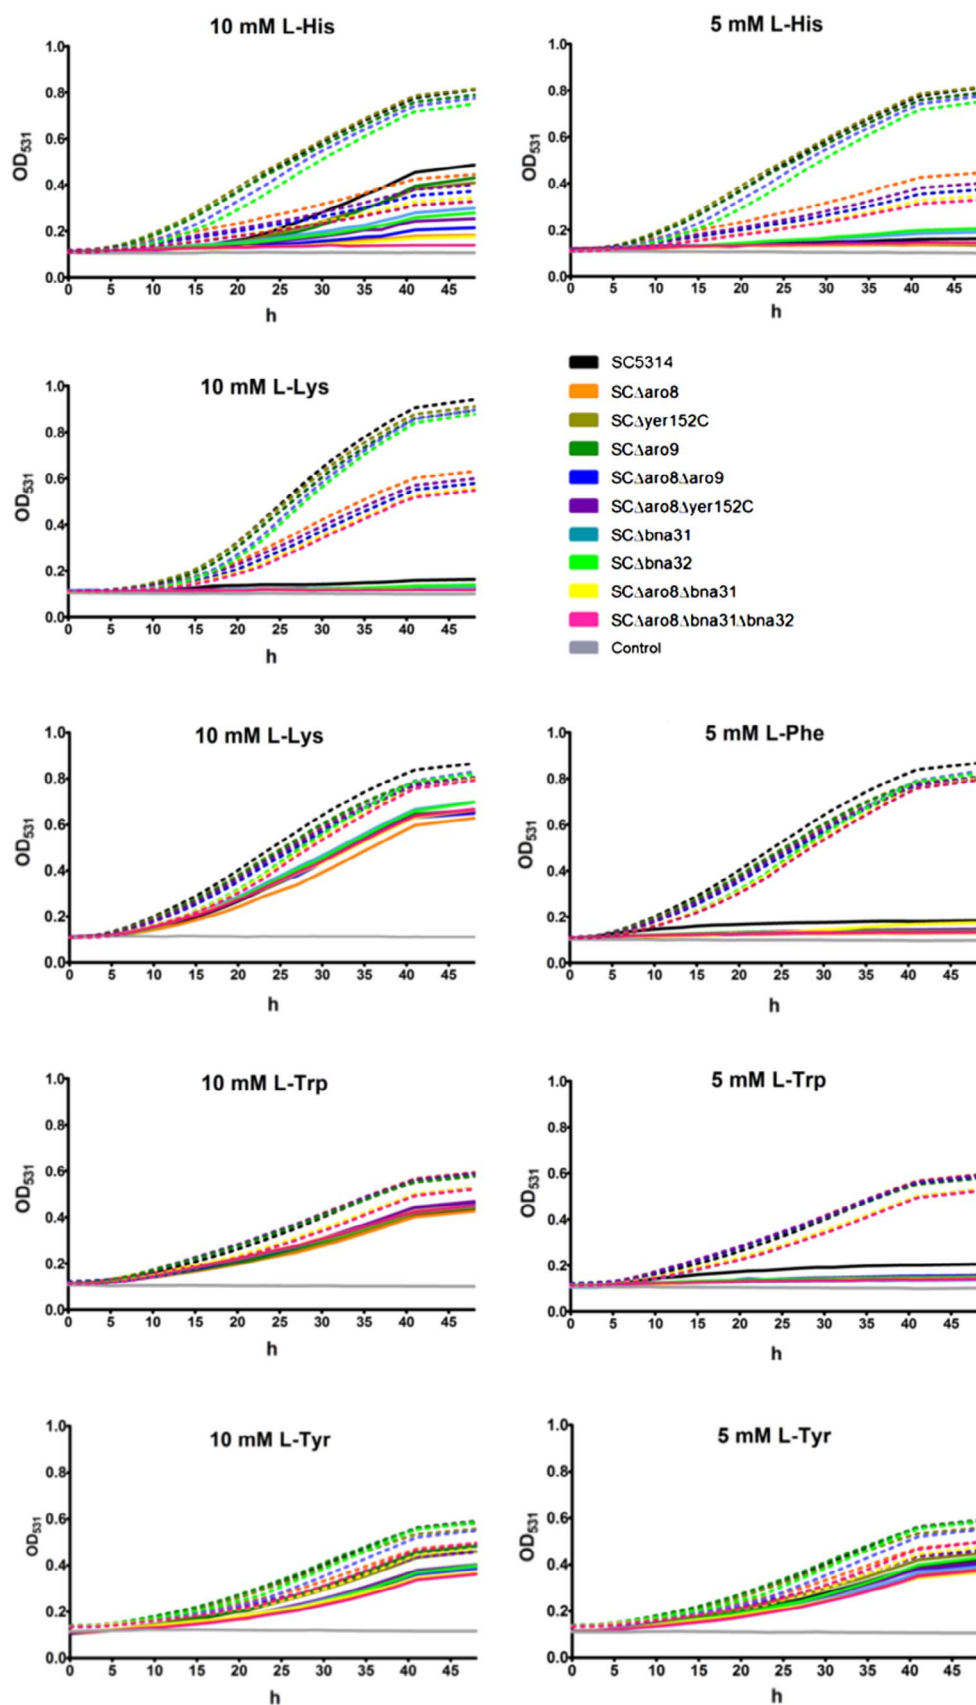 10 mM L-His
1.0
0.8
0.6
0.4
0.2
0.0
OD531
0 5 10 15 20 25 30 35 40 45
h
5 mM L-His
1.0
0.8
0.6
0.4
0.2
0.0
OD531
0 5 10 15 20 25 30 35 40 45
h
10 mM L-Lys
1.0
0.8
0.6
0.4
0.2
0.0
OD531
0 5 10 15 20 25 30 35 40 45
h
SC5314
SCΔaro8
SCΔyer152C
SCΔaro9
SCΔaro8Δaro9
SCΔaro8Δyer152C
SCΔbna31
SCΔbna32
SCΔaro8Δbna31
SCΔaro8Δbna31Δbna32
Control
10 mM L-Lys
1.0
0.8
0.6
0.4
0.2
0.0
OD531
0 5 10 15 20 25 30 35 40 45
h
5 mM L-Phe
1.0
0.8
0.6
0.4
0.2
0.0
OD531
0 5 10 15 20 25 30 35 40 45
h
10 mM L-Trp
1.0
0.8
0.6
0.4
0.2
0.0
OD531
0 5 10 15 20 25 30 35 40 45
h
5 mM L-Trp
1.0
0.8
0.6
0.4
0.2
0.0
OD531
0 5 10 15 20 25 30 35 40 45
h
10 mM L-Tyr
1.0
0.8
0.6
0.4
0.2
0.0
OD531
0 5 10 15 20 25 30 35 40 45
h
5 mM L-Tyr
1.0
0.8
0.6
0.4
0.2
0.0
OD531
0 5 10 15 20 25 30 35 40 45
h